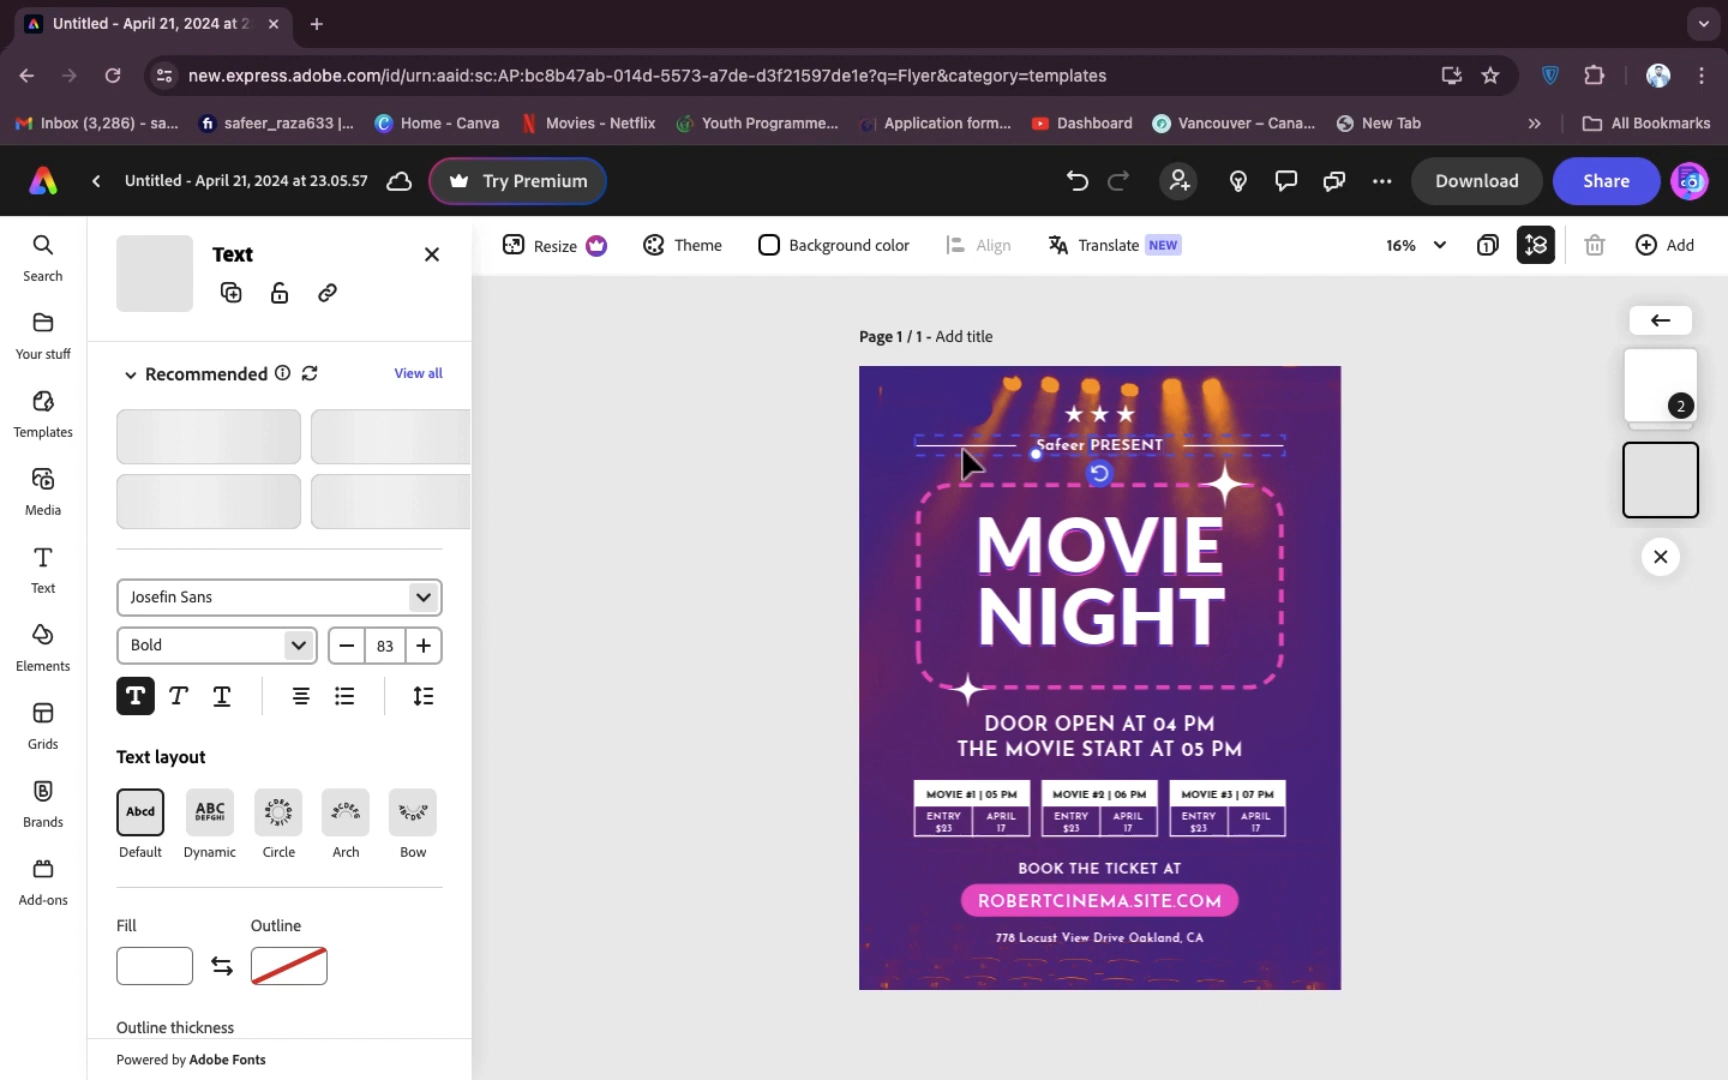 Untitled - April 21, 2024 at 2
new.express.adobe.com/id/urn:aaid:sc:AP:bc8b47ab-014d-5573-a7de-d3f21597de1e?q=Flyer&category=templates
Inbox (3,286) - sa...
safeer_raza633 |...
Home - Canva
Movies - Netflix
Youth Programme...
Application form...
Dashboard
Vancouver – Cana...
New Tab
All Bookmarks
Untitled - April 21, 2024 at 23.05.57
Try Premium
Download
Share
Search
Your stuff
Templates
Media
Text
Elements
Grids
Brands
Add-ons
Text
Recommended
View all
Josefin Sans
Bold
83
Text layout
Abcd
ABC
DEFGHI
Default
Dynamic
Circle
Arch
Bow
Fill
Outline
Outline thickness
Powered by Adobe Fonts
Resize
Theme
Background color
Align
Translate NEW
16%
1
Add
2
Page 1 / 1 - Add title
Safeer PRESENT
MOVIE
NIGHT
DOOR OPEN AT 04 PM
THE MOVIE START AT 05 PM
MOVIE #1 | 05 PM
ENTRY
$23
APRIL
17
MOVIE #2 | 06 PM
ENTRY
$23
APRIL
17
MOVIE #3 | 07 PM
ENTRY
$23
APRIL
17
BOOK THE TICKET AT
ROBERTCINEMA.SITE.COM
778 Locust View Drive Oakland, CA